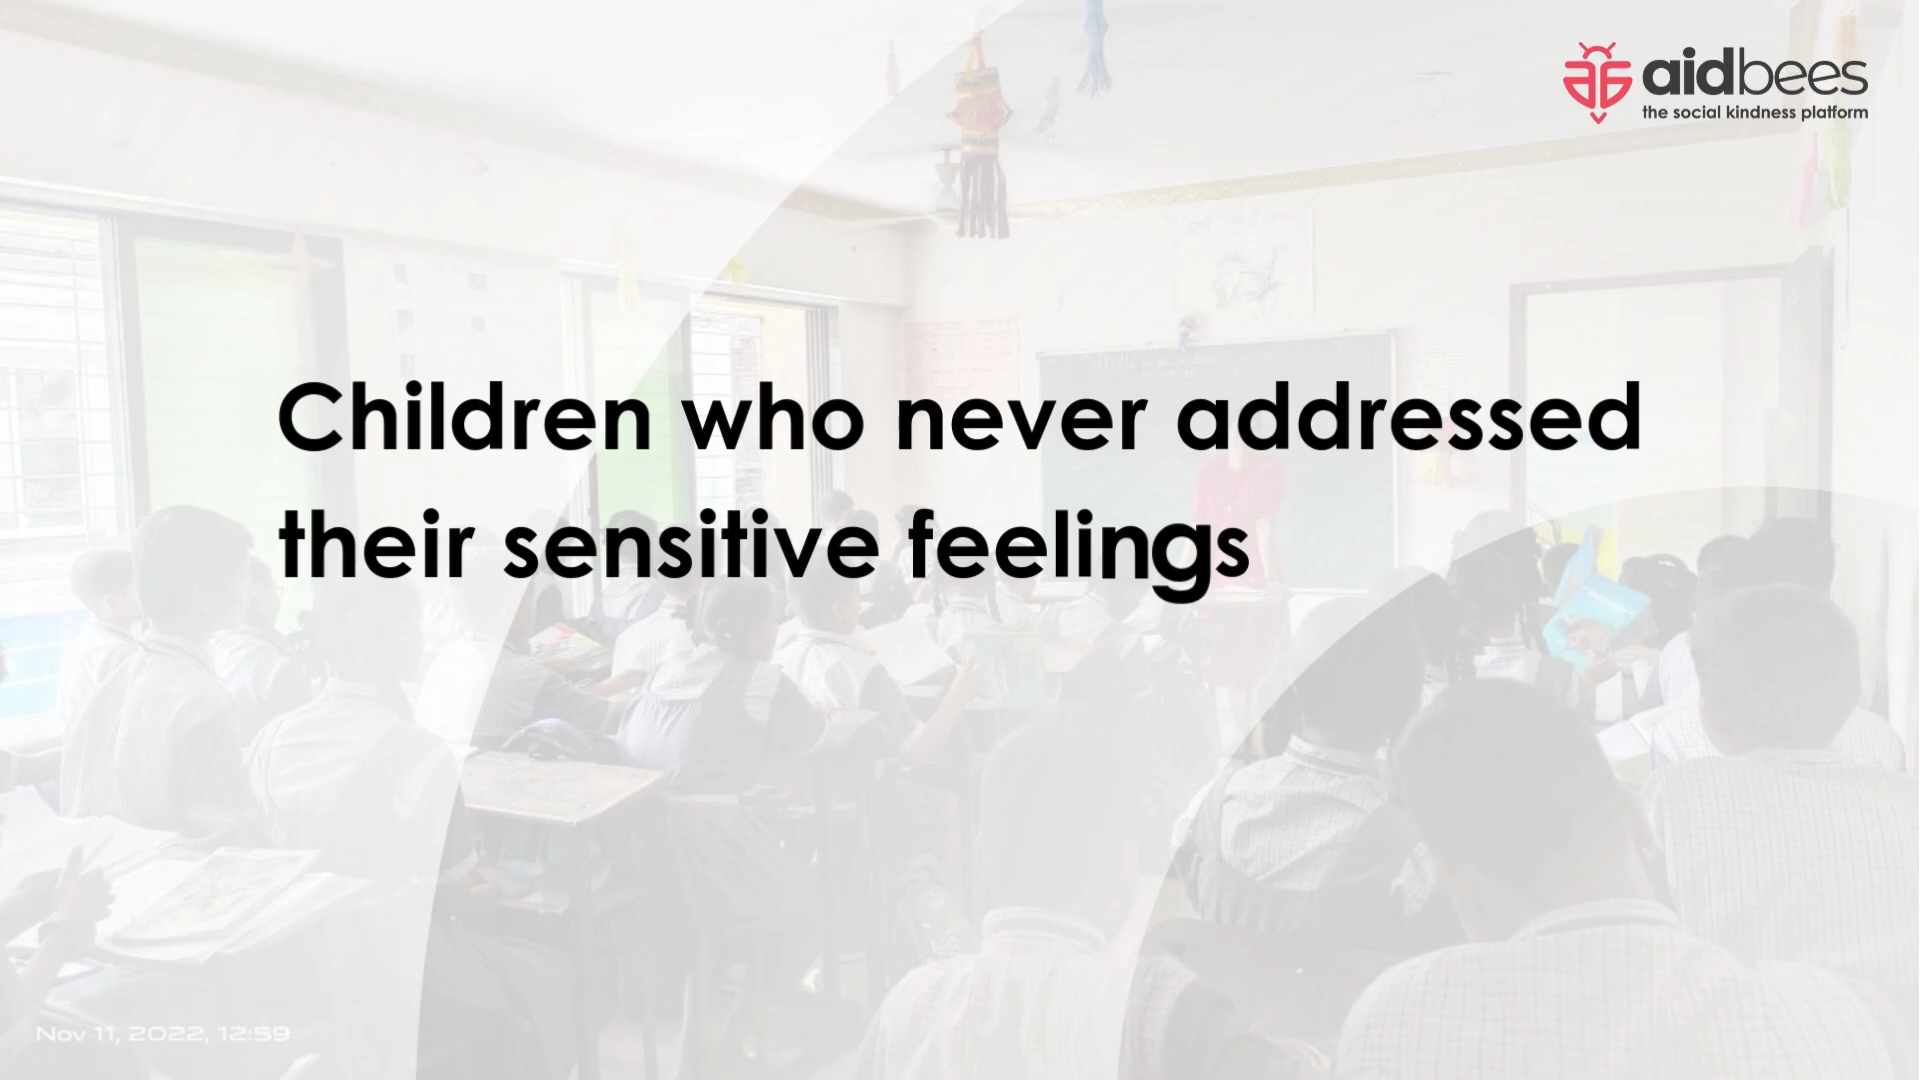 aidbees
the social kindness platform
Children who never addressed
their sensitive feelings
Nov 11, 2022, 12:59